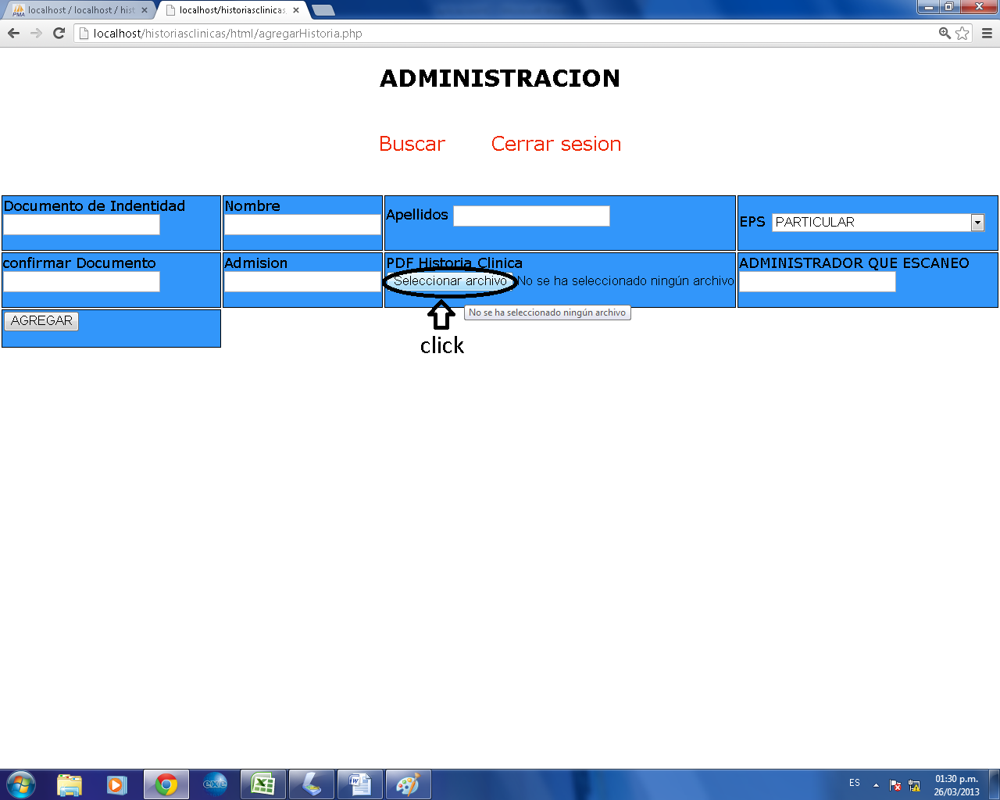 localhost / localhost / hist
localhost/historiasclinicas
localhost/historiasclinicas/html/agregarHistoria.php
ADMINISTRACION
Buscar Cerrar sesion
Documento de Indentidad
Nombre
Apellidos
EPS PARTICULAR
confirmar Documento
Admision
PDF Historia Clinica
Seleccionar archivo No se ha seleccionado ningún archivo
ADMINISTRADOR QUE ESCANEO
AGREGAR
No se ha seleccionado ningún archivo
click
exe
ES
01:30 p.m.
26/03/2013